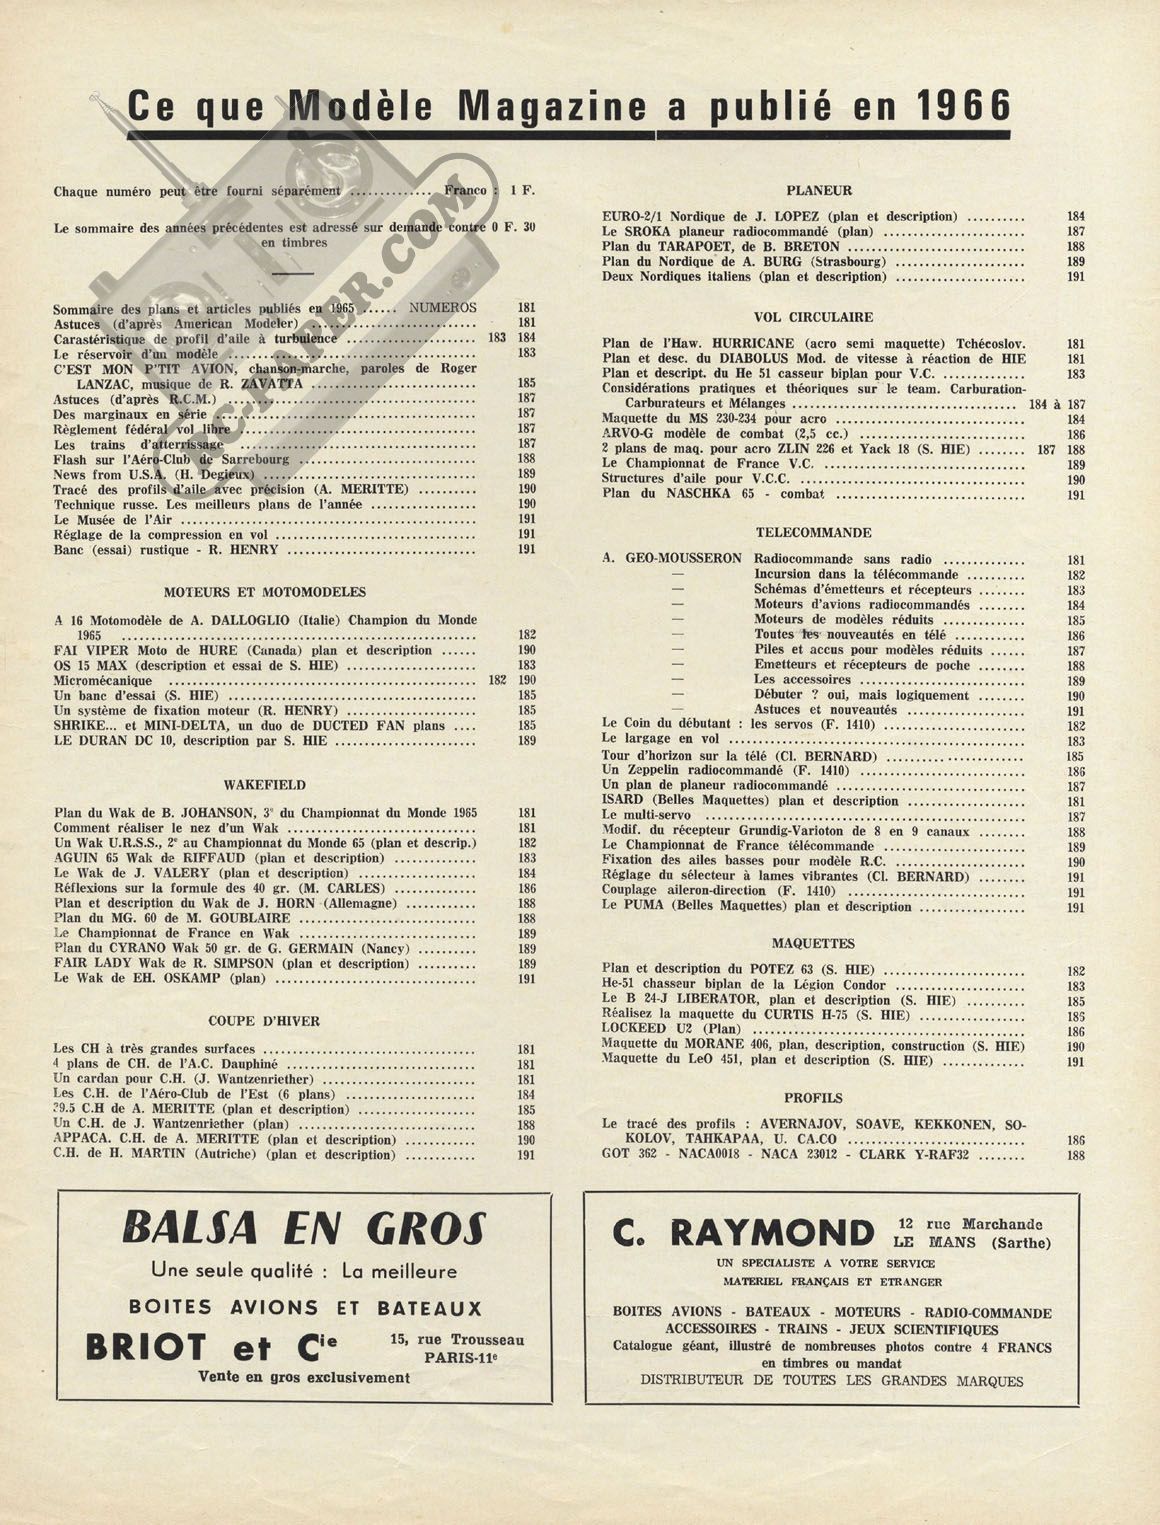 Ce que Modèle Magazine a publié en 1966
Chaque numéro peut être fourni séparément .............. Franco : 1 F.
Le sommaire des années précédentes est adressé sur demande contre 0 F. 30
en timbres
Sommaire des plans et articles publiés en 1965 ...... NUMEROS 181
Astuces (d'après American Modeler) .......................... 181
Carastéristique de profil d'aile à turbulence .................... 183 184
Le réservoir d'un modèle ...................................... 183
C'EST MON P'TIT AVION, chanson-marche, paroles de Roger
LANZAC, musique de R. ZAVATTA .......................... 185
Astuces (d'après R.C.M.) ...................................... 187
Des marginaux en série ........................................ 187
Règlement fédéral vol libre ...................................... 187
Les trains d'atterrissage ...................................... 187
Flash sur l'Aéro-Club de Sarrebourg ............................ 188
News from U.S.A. (H. Degieux) ................................ 189
Tracé des profils d'aile avec précision (A. MERITTE) .......... 190
Technique russe. Les meilleurs plans de l'année ................ 190
Le Musée de l'Air .............................................. 191
Réglage de la compression en vol ................................ 191
Banc (essai) rustique - R. HENRY .............................. 191
MOTEURS ET MOTOMODELES
A 16 Motomodèle de A. DALLOGLIO (Italie) Champion du Monde
1965 ...................................................... 182
FAI VIPER Moto de HURE (Canada) plan et description ...... 190
OS 15 MAX (description et essai de S. HIE) .................... 183
Micromécanique .............................................. 182 190
Un banc d'essai (S. HIE) ...................................... 185
Un système de fixation moteur (R. HENRY) .................... 185
SHRIKE... et MINI-DELTA, un duo de DUCTED FAN plans .... 185
LE DURAN DC 10, description par S. HIE ...................... 189
WAKEFIELD
Plan du Wak de B. JOHANSON, 3e du Championnat du Monde 1965 181
Comment réaliser le nez d'un Wak .............................. 181
Un Wak U.R.S.S., 2e au Championnat du Monde 65 (plan et descrip.) 182
AGUIN 65 Wak de RIFFAUD (plan et description) ............ 183
Le Wak de J. VALERY (plan et description) .................. 184
Réflexions sur la formule des 40 gr. (M. CARLES) ............ 186
Plan et description du Wak de J. HORN (Allemagne) .......... 188
Plan du MG. 60 de M. GOUBLAIRE .......................... 188
Le Championnat de France en Wak ............................ 189
Plan du CYRANO Wak 50 gr. de G. GERMAIN (Nancy) ........ 189
FAIR LADY Wak de R. SIMPSON (plan et description) ........ 189
Le Wak de EH. OSKAMP (plan) .............................. 191
COUPE D'HIVER
Les CH à très grandes surfaces ................................ 181
4 plans de CH. de l'A.C. Dauphiné ............................ 181
Un cardan pour C.H. (J. Wantzenriether) ...................... 181
Les C.H. de l'Aéro-Club de l'Est (6 plans) .................... 184
39.5 C.H de A. MERITTE (plan et description) .................. 185
Un C.H. de J. Wantzenriether (plan) .......................... 188
APPACA. C.H. de A. MERITTE (plan et description) .......... 190
C.H. de H. MARTIN (Autriche) (plan et description) .......... 191
PLANEUR
EURO-2/1 Nordique de J. LOPEZ (plan et description) .......... 184
Le SROKA planeur radiocommandé (plan) ...................... 187
Plan du TARAPOET, de B. BRETON .......................... 188
Plan du Nordique de A. BURG (Strasbourg) .................... 189
Deux Nordiques italiens (plan et description) .................... 191
VOL CIRCULAIRE
Plan de l'Haw. HURRICANE (acro semi maquette) Tchécoslov. 181
Plan et desc. du DIABOLUS Mod. de vitesse à réaction de HIE 181
Plan et descript. du He 51 casseur biplan pour V.C. .............. 183
Considérations pratiques et théoriques sur le team. Carburation-
Carburateurs et Mélanges .................................. 184 à 187
Maquette du MS 230-234 pour acro ............................ 184
ARVO-G modèle de combat (2,5 cc.) .......................... 186
2 plans de maq. pour acro ZLIN 226 et Yack 18 (S. HIE) ........ 187 188
Le Championnat de France V.C. .............................. 189
Structures d'aile pour V.C.C. .................................. 190
Plan du NASCHKA 65 - combat .............................. 191
TELECOMMANDE
A. GEO-MOUSSERON Radiocommande sans radio ............ 181
— Incursion dans la télécommande .......... 182
— Schémas d'émetteurs et récepteurs ........ 183
— Moteurs d'avions radiocommandés ........ 184
— Moteurs de modèles réduits .............. 185
— Toutes les nouveautés en télé ............ 186
— Piles et accus pour modèles réduits ...... 187
— Emetteurs et récepteurs de poche ........ 188
— Les accessoires .......................... 189
— Débuter ? oui, mais logiquement ........ 190
— Astuces et nouveautés .................. 191
Le Coin du débutant : les servos (F. 1410) ...................... 182
Le largage en vol .............................................. 183
Tour d'horizon sur la télé (Cl. BERNARD) ...................... 185
Un Zeppelin radiocommandé (F. 1410) .......................... 186
Un plan de planeur radiocommandé ............................ 187
ISARD (Belles Maquettes) plan et description .................... 181
Le multi-servo ................................................ 187
Modif. du récepteur Grundig-Varioton de 8 en 9 canaux ........ 188
Le Championnat de France télécommande ...................... 189
Fixation des ailes basses pour modèle R.C. .................... 190
Réglage du sélecteur à lames vibrantes (Cl. BERNARD) ........ 191
Couplage aileron-direction (F. 1410) ............................ 191
Le PUMA (Belles Maquettes) plan et description ................ 191
MAQUETTES
Plan et description du POTEZ 63 (S. HIE) ...................... 182
He-51 chasseur biplan de la Légion Condor .................... 183
Le B 24-J LIBERATOR, plan et description (S. HIE) .......... 185
Réalisez la maquette du CURTIS H-75 (S. HIE) ................ 185
LOCKEED U2 (Plan) .......................................... 186
Maquette du MORANE 406, plan, description, construction (S. HIE) 190
Maquette du LeO 451, plan et description (S. HIE) .............. 191
PROFILS
Le tracé des profils : AVERNAJOV, SOAVE, KEKKONEN, SO-
KOLOV, TAHKAPAA, U. CA.CO .......................... 186
GOT 362 - NACA0018 - NACA 23012 - CLARK Y-RAF32 ........ 188
BALSA EN GROS
Une seule qualité : La meilleure
BOITES AVIONS ET BATEAUX
BRIOT et Cie 15, rue Trousseau
PARIS-11e
Vente en gros exclusivement
C. RAYMOND 12 rue Marchande
LE MANS (Sarthe)
UN SPECIALISTE A VOTRE SERVICE
MATERIEL FRANÇAIS ET ETRANGER
BOITES AVIONS - BATEAUX - MOTEURS - RADIO-COMMANDE
ACCESSOIRES - TRAINS - JEUX SCIENTIFIQUES
Catalogue géant, illustré de nombreuses photos contre 4 FRANCS
en timbres ou mandat
DISTRIBUTEUR DE TOUTES LES GRANDES MARQUES
RC-PAPER.COM